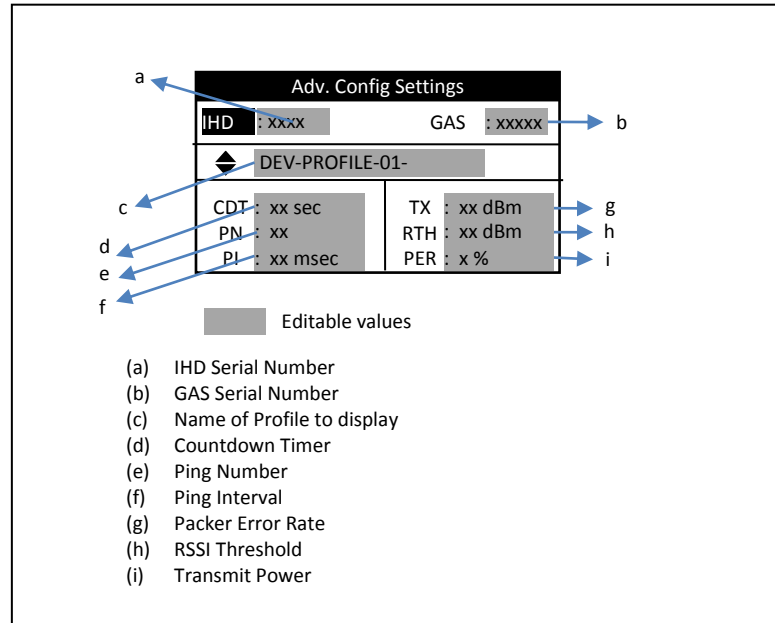 a
Adv. Config Settings
IHD : xxxx GAS : xxxxx b
DEV-PROFILE-01-
c
CDT : xx sec TX : xx dBm g
d PN : xx RTH : xx dBm h
e PI : xx msec PER : x % i
f
Editable values
(a) IHD Serial Number
(b) GAS Serial Number
(c) Name of Profile to display
(d) Countdown Timer
(e) Ping Number
(f) Ping Interval
(g) Packer Error Rate
(h) RSSI Threshold
(i) Transmit Power